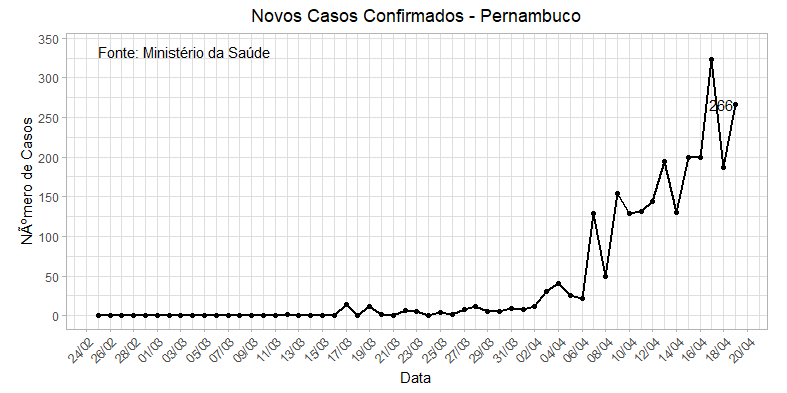 Novos Casos Confirmados - Pernambuco
Fonte: Ministério da Saúde
NÃºmero de Casos
350
300
250
200
150
100
50
0
266
24/02 26/02 28/02 01/03 03/03 05/03 07/03 09/03 11/03 13/03 15/03 17/03 19/03 21/03 23/03 25/03 27/03 29/03 31/03 02/04 04/04 06/04 08/04 10/04 12/04 14/04 16/04 18/04 20/04
Data